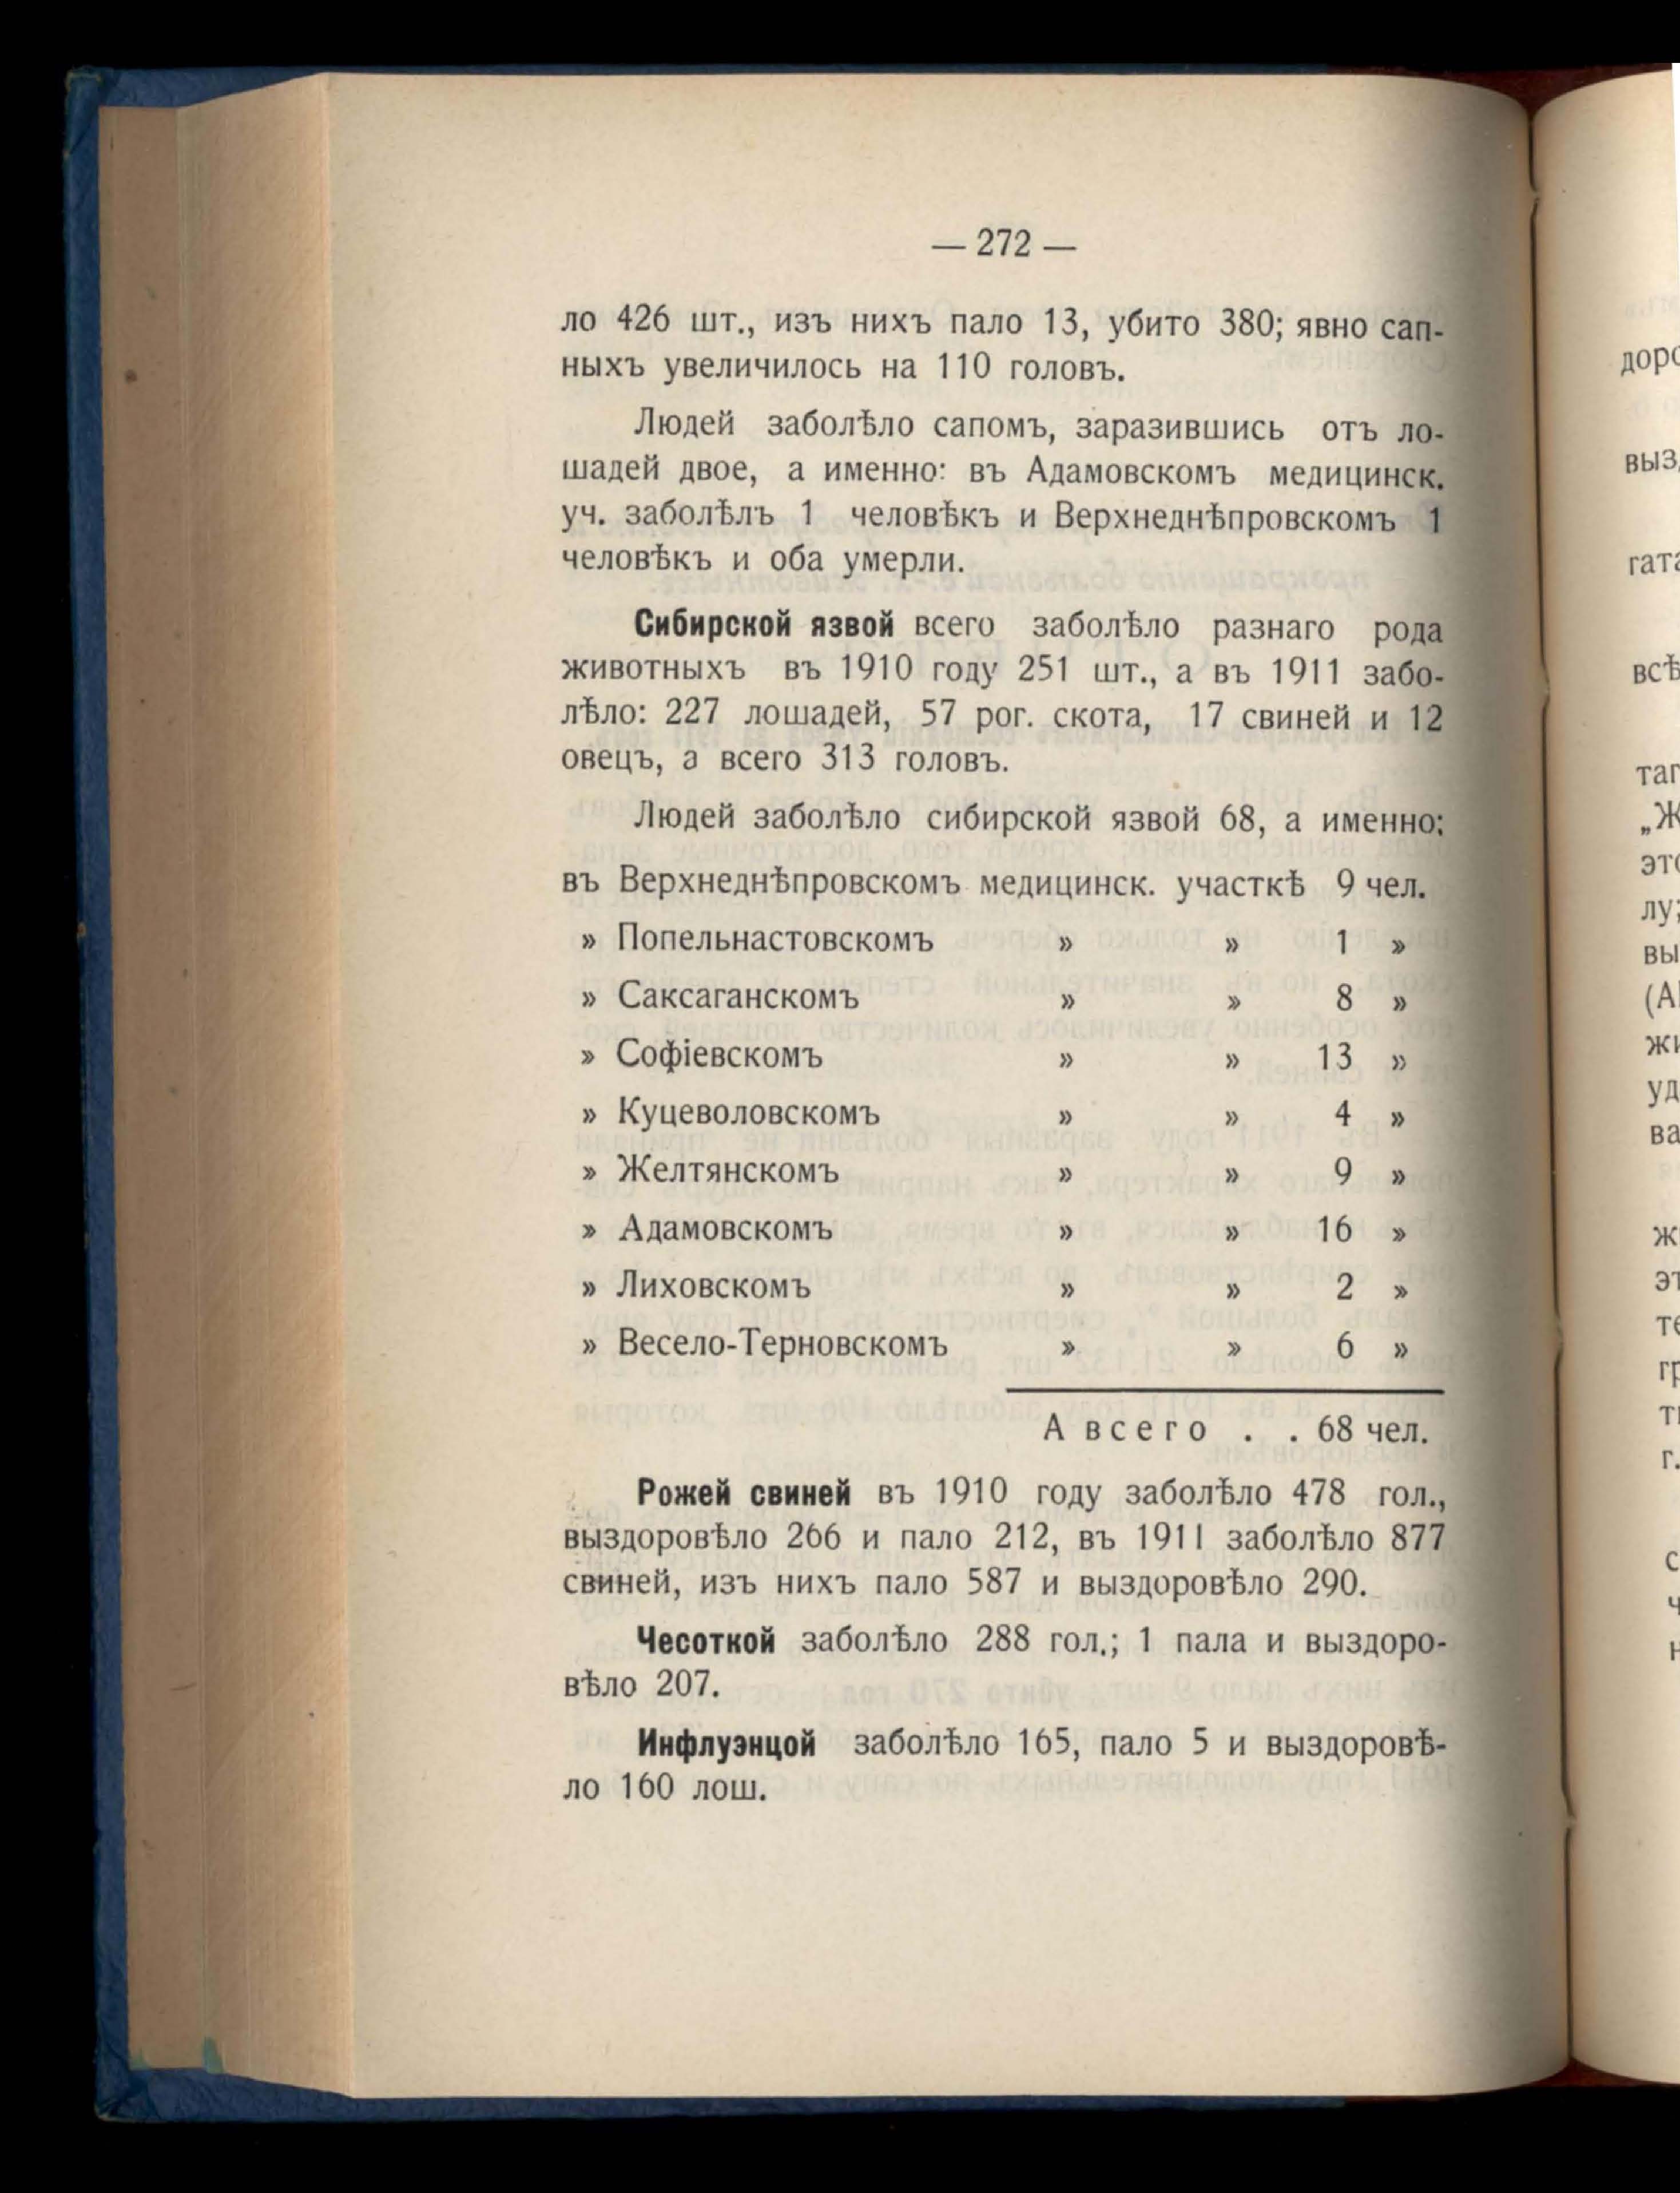 — 272 —
ло 426 шт., изъ нихъ пало 13, убито 380; явно сап-
ныхъ увеличилось на 110 головъ.
Людей заболѣло сапомъ, заразившись отъ ло-
шадей двое, а именно: въ Адамовскомъ медицинск.
уч. заболѣлъ 1 человѣкъ и Верхнеднѣпровскомъ 1
человѣкъ и оба умерли.
Сибирской язвой всего заболѣло разнаго рода
животныхъ въ 1910 году 251 шт., а въ 1911 забо-
лѣло: 227 лошадей, 57 рог. скота, 17 свиней и 12
овецъ, а всего 313 головъ.
Людей заболѣло сибирской язвой 68, а именно:
въ Верхнеднѣпровскомъ медицинск. участкѣ 9 чел.
» Попельнастовскомъ » » 1 »
» Саксаганскомъ » » 8 »
» Софіевскомъ » » 13 »
» Куцеволовскомъ » » 4 »
» Желтянскомъ » » 9 »
» Адамовскомъ » » 16 »
» Лиховскомъ » » 2 »
» Весело-Терновскомъ » » 6 »
А всего . . 68 чел.
Рожей свиней въ 1910 году заболѣло 478 гол.,
выздоровѣло 266 и пало 212, въ 1911 заболѣло 877
свиней, изъ нихъ пало 587 и выздоровѣло 290.
Чесоткой заболѣло 288 гол.; 1 пала и выздоро-
вѣло 207.
Инфлуэнцой заболѣло 165, пало 5 и выздоровѣ-
ло 160 лош.